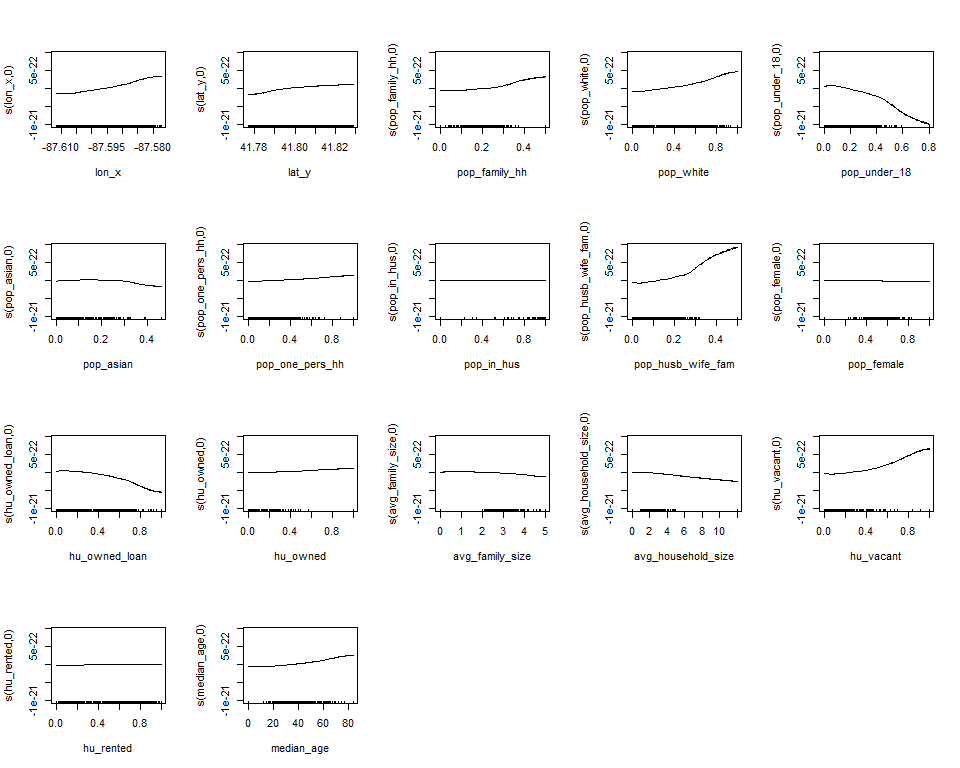 s(lon_x,0)
-1e-21 5e-22
-87.610 -87.595 -87.580
lon_x
s(lat_y,0)
-1e-21 5e-22
41.78 41.80 41.82
lat_y
s(pop_family_hh,0)
-1e-21 5e-22
0.0 0.2 0.4
pop_family_hh
s(pop_white,0)
-1e-21 5e-22
0.0 0.4 0.8
pop_white
s(pop_under_18,0)
-1e-21 5e-22
0.0 0.2 0.4 0.6 0.8
pop_under_18
s(pop_asian,0)
-1e-21 5e-22
0.0 0.2 0.4
pop_asian
s(pop_one_pers_hh,0)
-1e-21 5e-22
0.0 0.4 0.8
pop_one_pers_hh
s(pop_in_hus,0)
-1e-21 5e-22
0.0 0.4 0.8
pop_in_hus
s(pop_husb_wife_fam,0)
-1e-21 5e-22
0.0 0.2 0.4
pop_husb_wife_fam
s(pop_female,0)
-1e-21 5e-22
0.0 0.4 0.8
pop_female
s(hu_owned_loan,0)
-1e-21 5e-22
0.0 0.4 0.8
hu_owned_loan
s(hu_owned,0)
-1e-21 5e-22
0.0 0.4 0.8
hu_owned
s(avg_family_size,0)
-1e-21 5e-22
0 1 2 3 4 5
avg_family_size
s(avg_household_size,0)
-1e-21 5e-22
0 2 4 6 8 10
avg_household_size
s(hu_vacant,0)
-1e-21 5e-22
0.0 0.4 0.8
hu_vacant
s(hu_rented,0)
-1e-21 5e-22
0.0 0.4 0.8
hu_rented
s(median_age,0)
-1e-21 5e-22
0 20 40 60 80
median_age